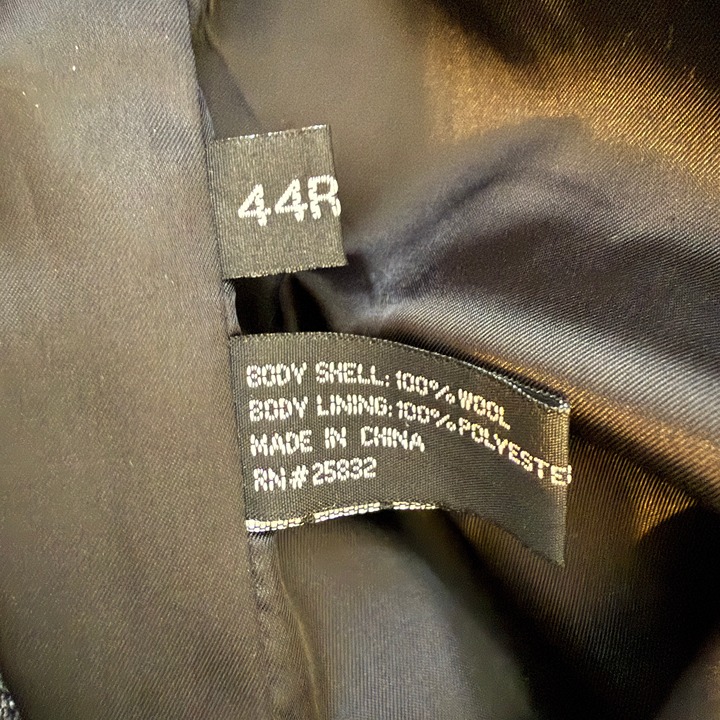 44R
BODY SHELL: 100% WOOL
BODY LINING: 100% POLYESTER
MADE IN CHINA
RN# 25832